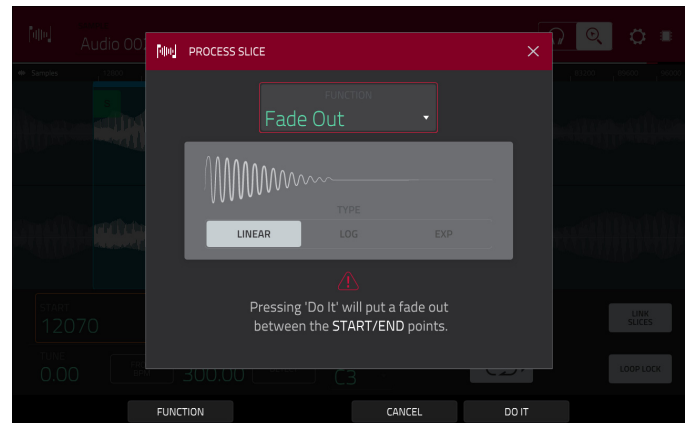 Audio 002
PROCESS SLICE
Samples
FUNCTION
Fade Out
TYPE
LINEAR LOG EXP
Pressing 'Do It' will put a fade out
between the START/END points.
START
12070
LINK
SLICES
TUNE
0.00
300.00
C3
LOOP LOCK
FUNCTION CANCEL DO IT